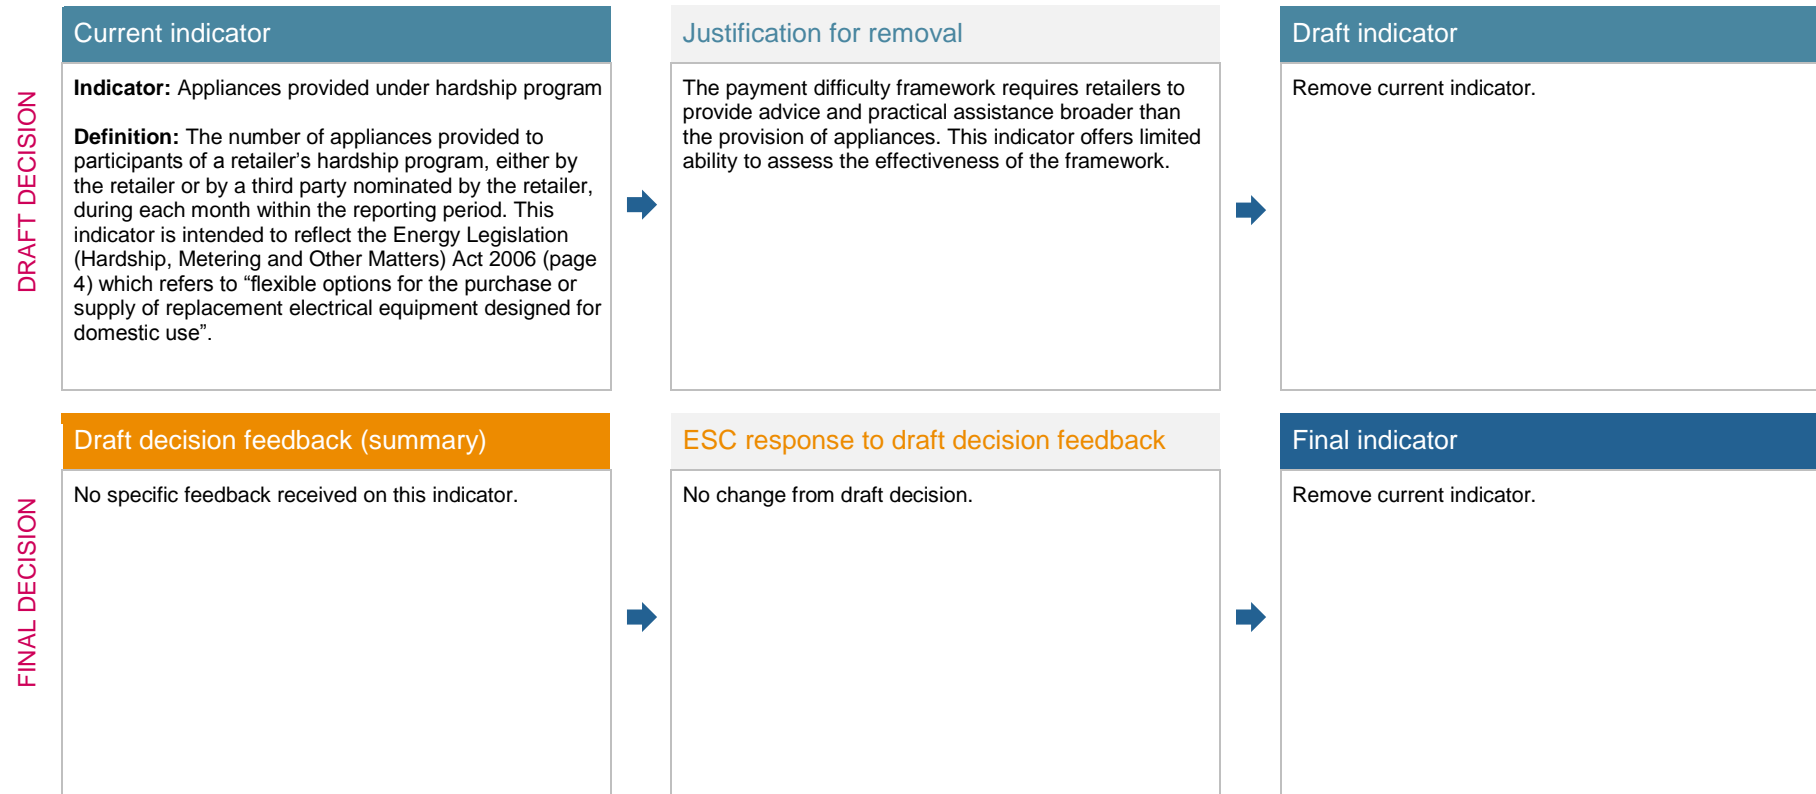 DRAFT DECISION
Current indicator
Indicator: Appliances provided under hardship program
Definition: The number of appliances provided to
participants of a retailer's hardship program, either by
the retailer or by a third party nominated by the retailer,
during each month within the reporting period. This
indicator is intended to reflect the Energy Legislation
(Hardship, Metering and Other Matters) Act 2006 (page
4) which refers to “flexible options for the purchase or
supply of replacement electrical equipment designed for
domestic use”.
Justification for removal
The payment difficulty framework requires retailers to
provide advice and practical assistance broader than
the provision of appliances. This indicator offers limited
ability to assess the effectiveness of the framework.
Draft indicator
Remove current indicator.
FINAL DECISION
Draft decision feedback (summary)
No specific feedback received on this indicator.
ESC response to draft decision feedback
No change from draft decision.
Final indicator
Remove current indicator.